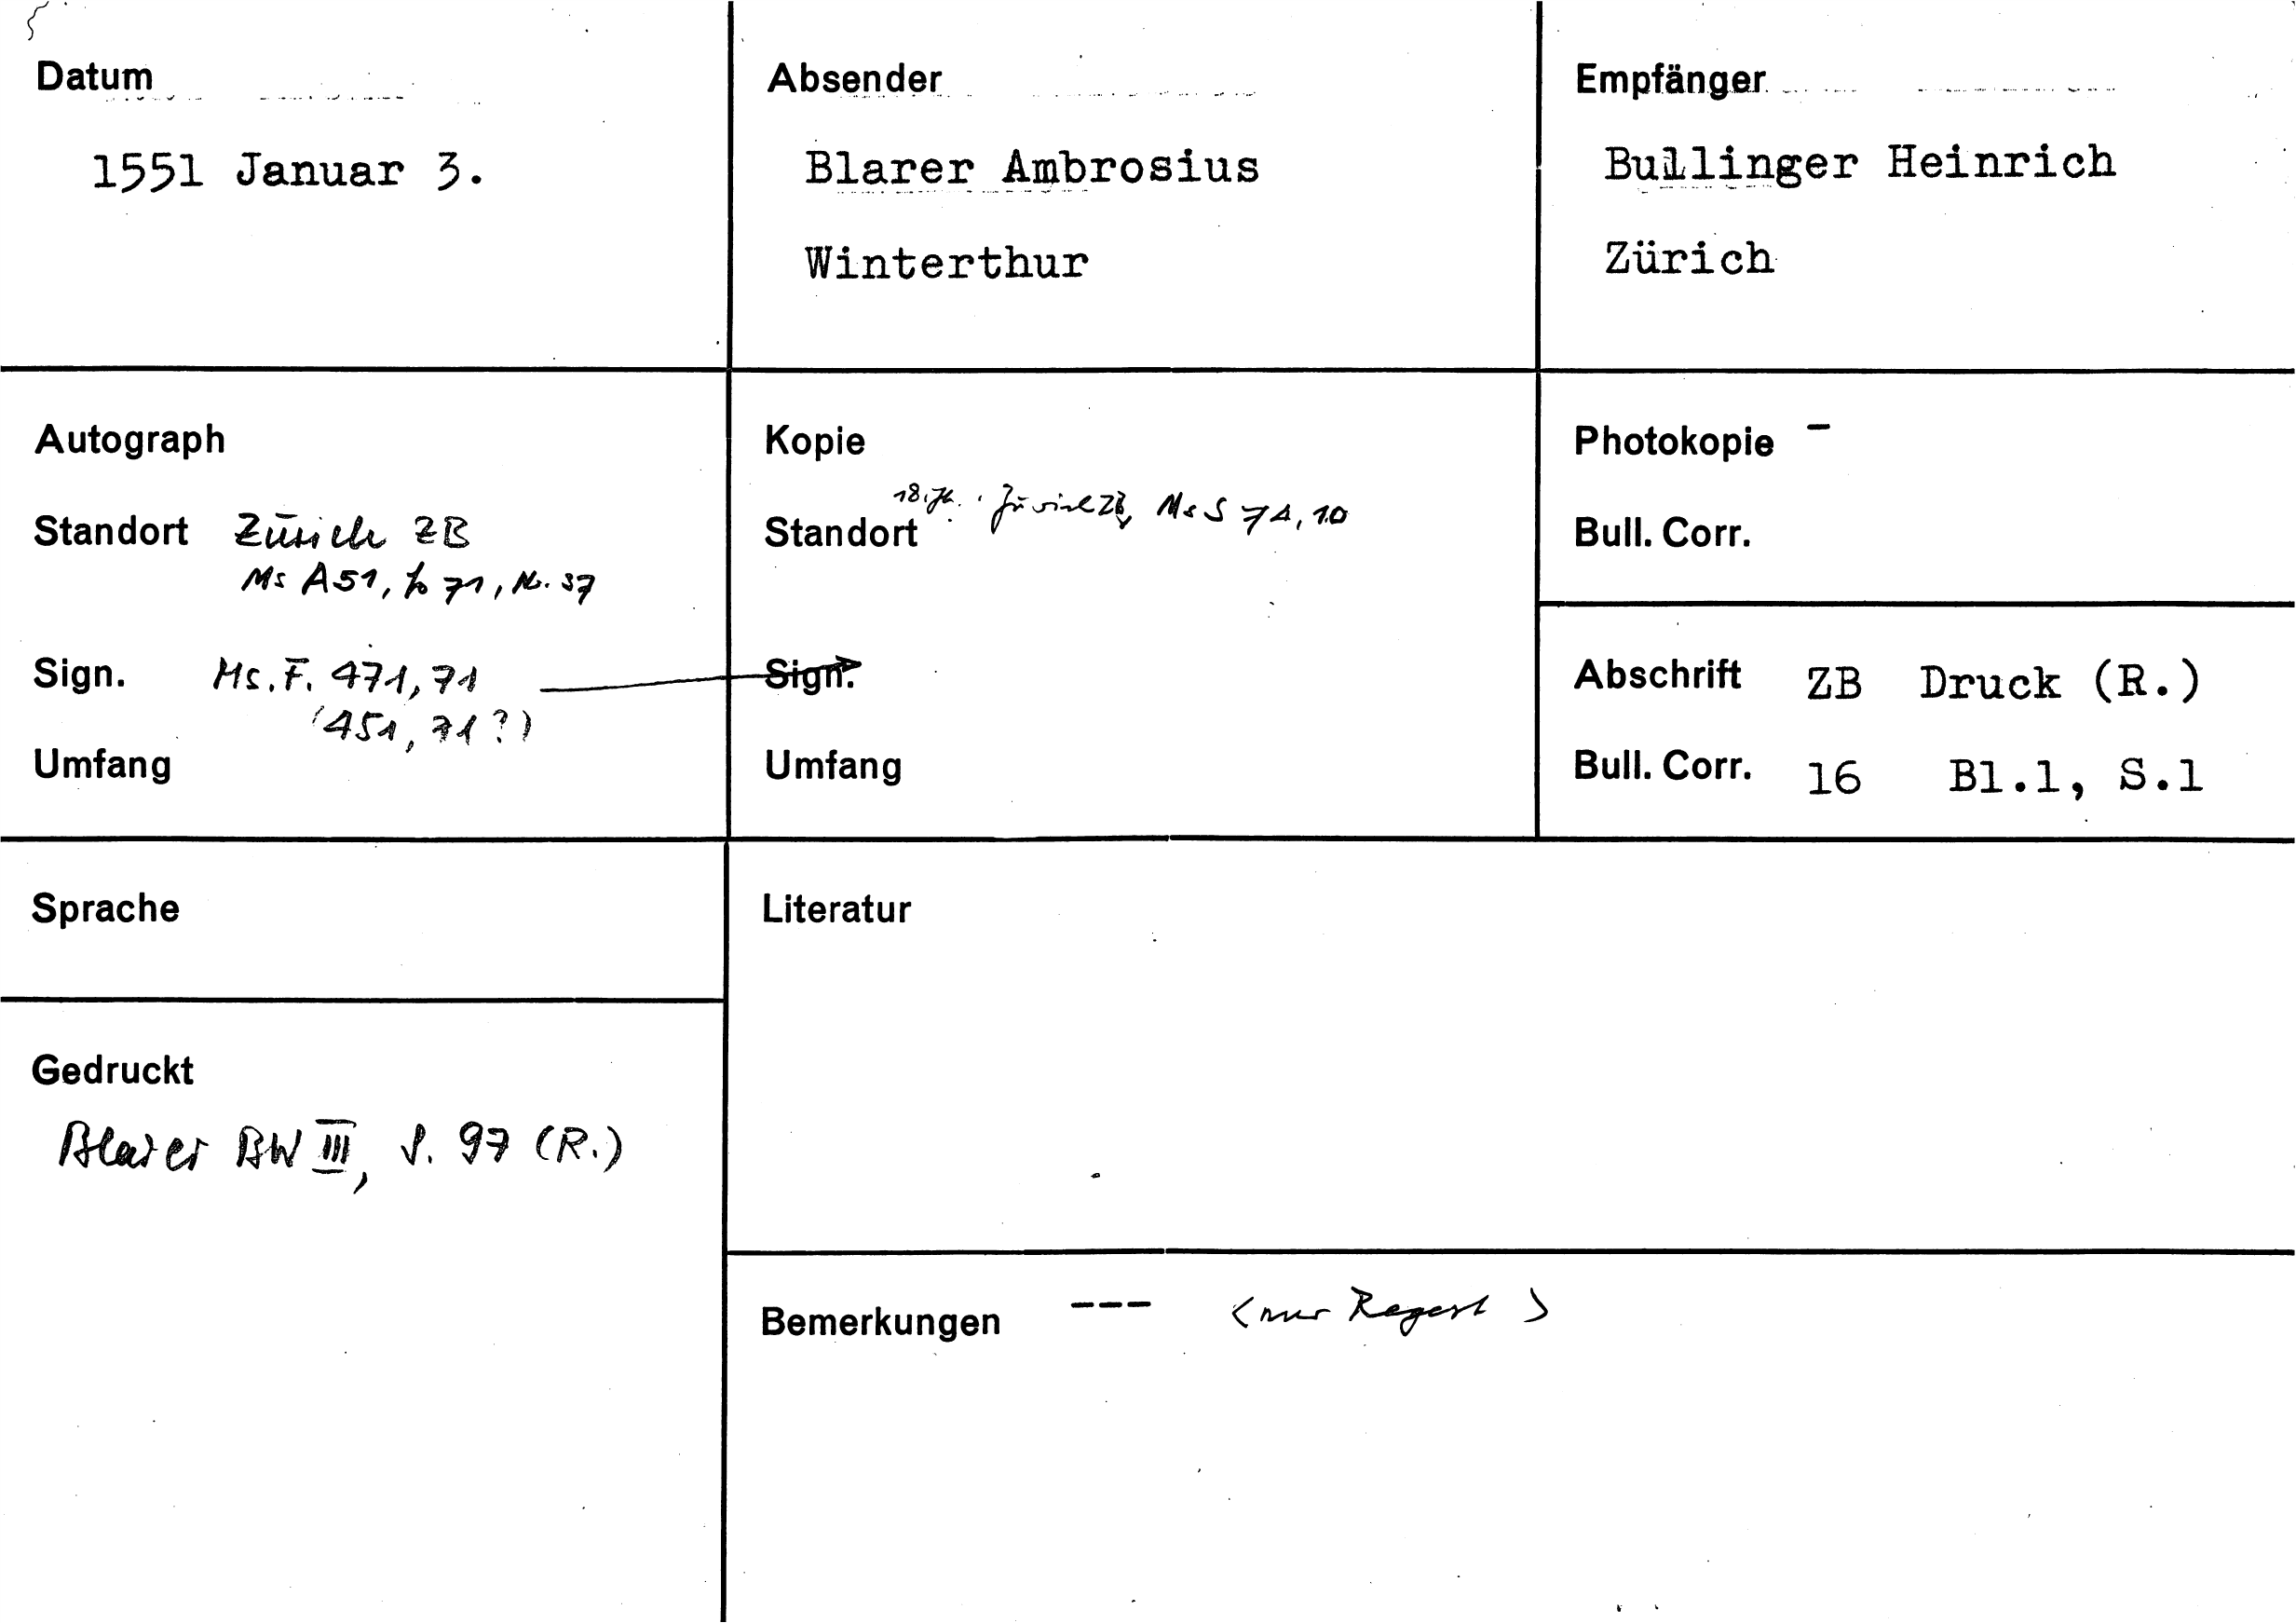 Datum
1551 Januar 3.
Absender
Blarer Ambrosius
Winterthur
Empfänger
Bullinger Heinrich
Zürich
Autograph
Standort Zürich ZB
Ms A51, fo 71, Nr. 37
Sign. Ms. F. 471, 71
(451, 71?)
Umfang
Kopie
18. Jh. Zürich ZB, Ms S 74, 10
Standort
Sign.
Umfang
Photokopie -
Bull. Corr.
Abschrift ZB Druck (R.)
Bull. Corr. 16 Bl.1, S.1
Sprache
Gedruckt
Blarer BW III, S. 97 (R.)
Literatur
Bemerkungen --- <nur Regest>